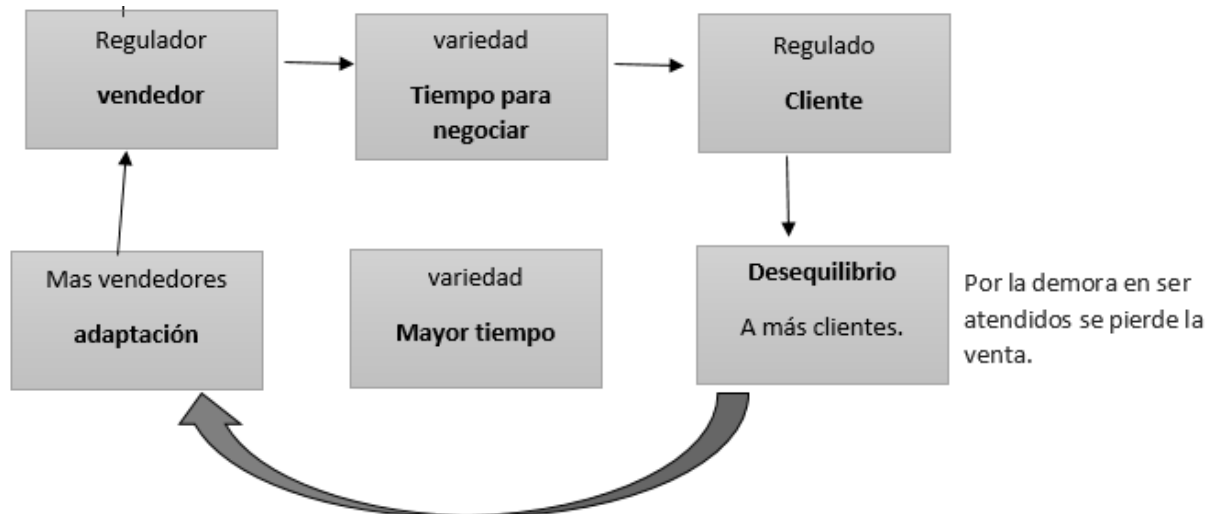 Regulador
vendedor
variedad
Tiempo para
negociar
Regulado
Cliente
Mas vendedores
adaptación
variedad
Mayor tiempo
Desequilibrio
A más clientes.
Por la demora en ser
atendidos se pierde la
venta.